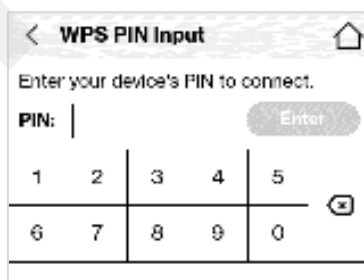 WPS PIN Input
Enter your device's PIN to connect.
PIN:
Enter
1 2 3 4 5
6 7 8 9 0